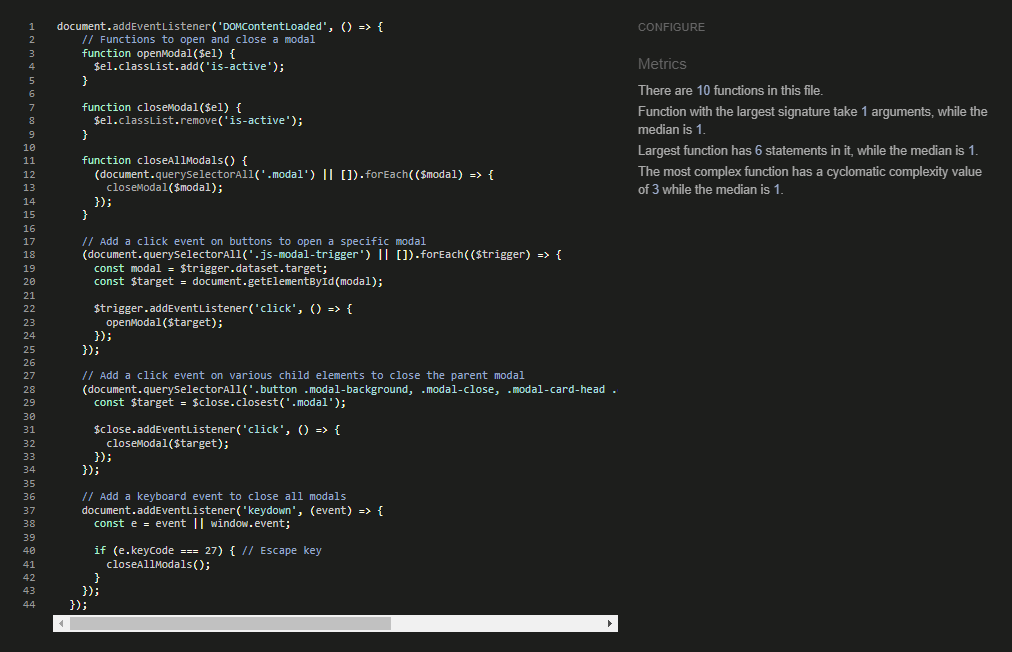 1 document.addEventListener('DOMContentLoaded', () => {
2 // Functions to open and close a modal
3 function openModal($el) {
4 $el.classList.add('is-active');
5 }
6
7 function closeModal($el) {
8 $el.classList.remove('is-active');
9 }
10
11 function closeAllModals() {
12 (document.querySelectorAll('.modal') || []).forEach(($modal) => {
13 closeModal($modal);
14 });
15 }
16
17 // Add a click event on buttons to open a specific modal
18 (document.querySelectorAll('.js-modal-trigger') || []).forEach(($trigger) => {
19 const modal = $trigger.dataset.target;
20 const $target = document.getElementById(modal);
21
22 $trigger.addEventListener('click', () => {
23 openModal($target);
24 });
25 });
26
27 // Add a click event on various child elements to close the parent modal
28 (document.querySelectorAll('.button .modal-background, .modal-close, .modal-card-head .
29 const $target = $close.closest('.modal');
30
31 $close.addEventListener('click', () => {
32 closeModal($target);
33 });
34 });
35
36 // Add a keyboard event to close all modals
37 document.addEventListener('keydown', (event) => {
38 const e = event || window.event;
39
40 if (e.keyCode === 27) { // Escape key
41 closeAllModals();
42 }
43 });
44 });
CONFIGURE
Metrics
There are 10 functions in this file.
Function with the largest signature take 1 arguments, while the
median is 1.
Largest function has 6 statements in it, while the median is 1.
The most complex function has a cyclomatic complexity value
of 3 while the median is 1.